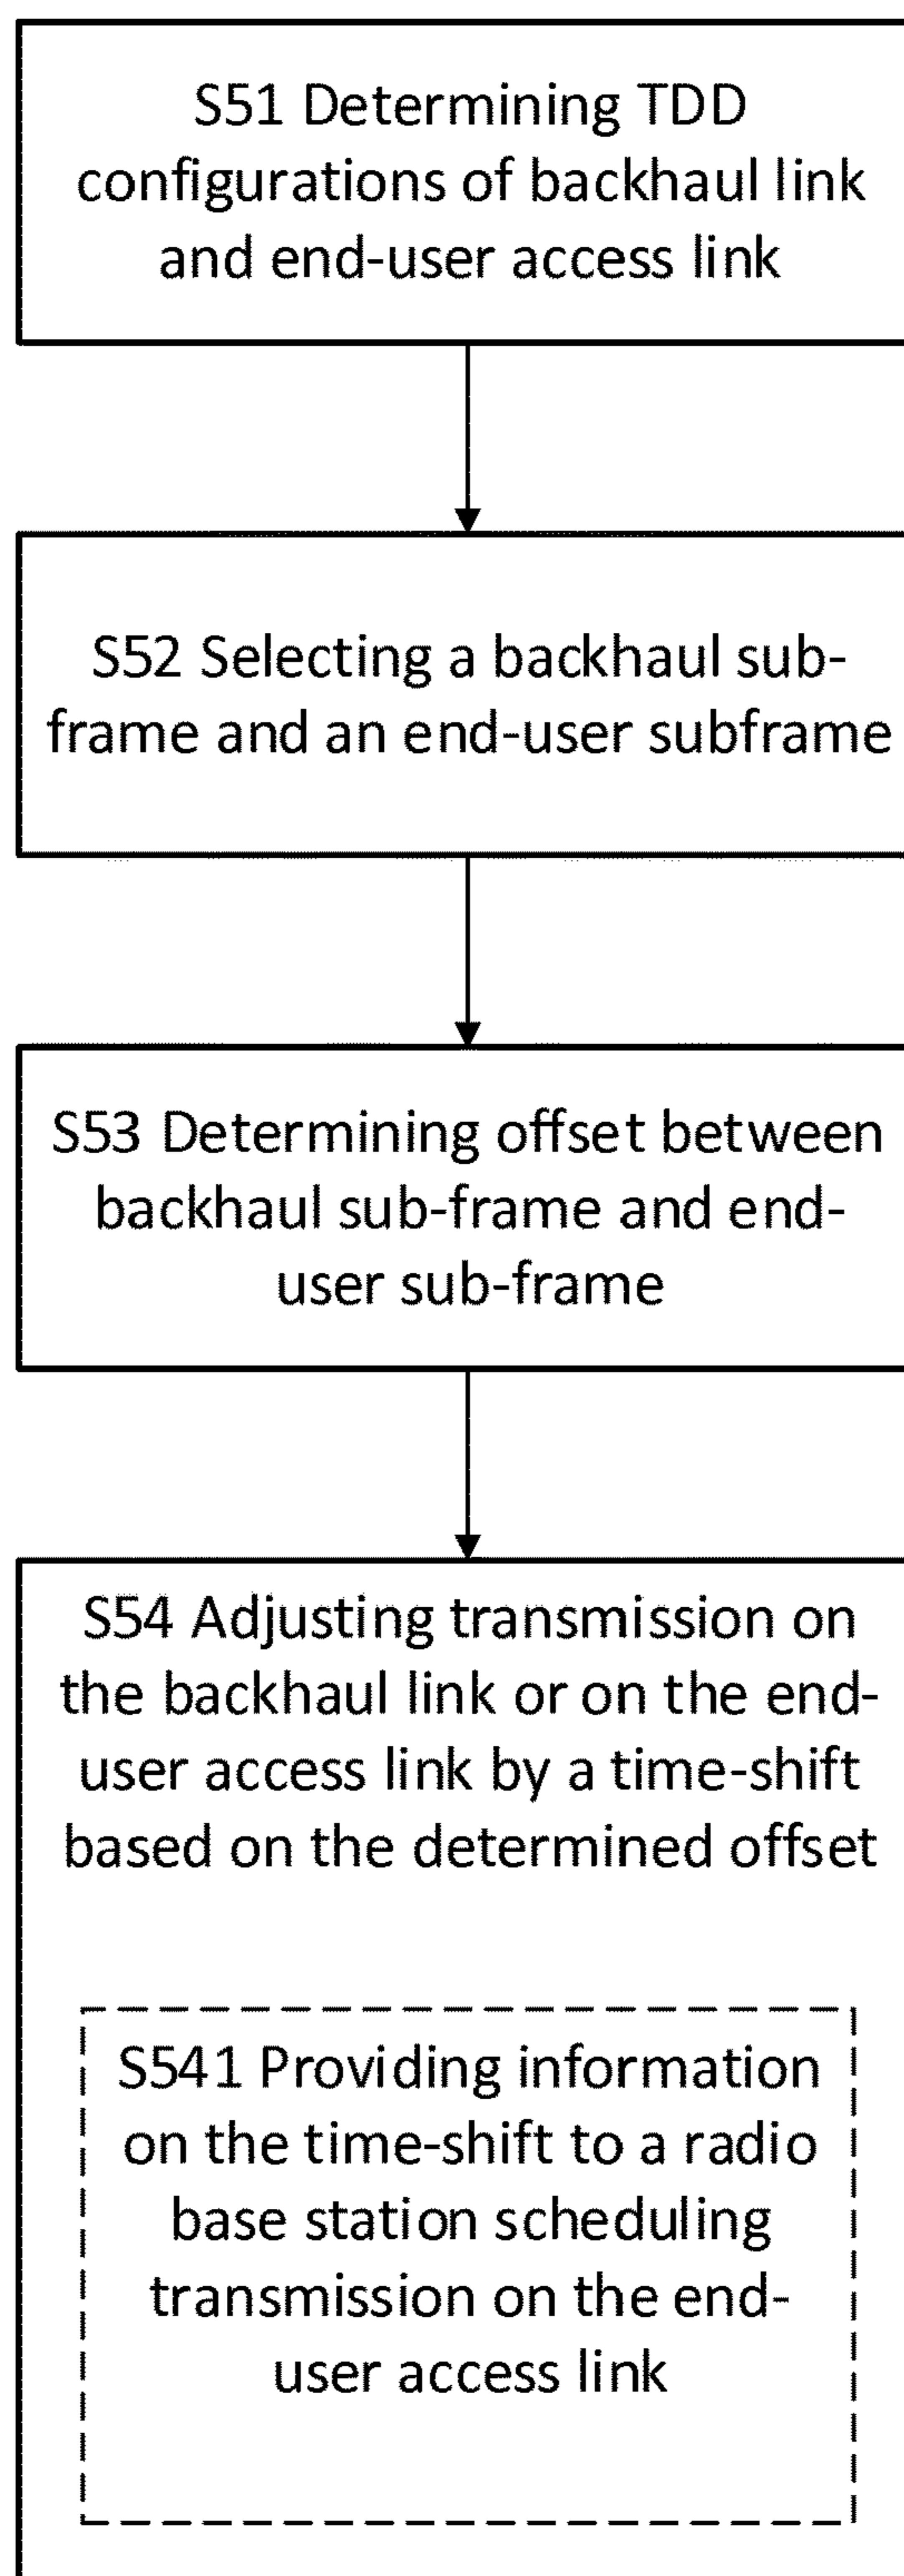 S51 Determining TDD
configurations of backhaul link
and end-user access link
S52 Selecting a backhaul sub-
frame and an end-user subframe
S53 Determining offset between
backhaul sub-frame and end-
user sub-frame
S54 Adjusting transmission on
the backhaul link or on the end-
user access link by a time-shift
based on the determined offset
S541 Providing information
on the time-shift to a radio
base station scheduling
transmission on the end-
user access link